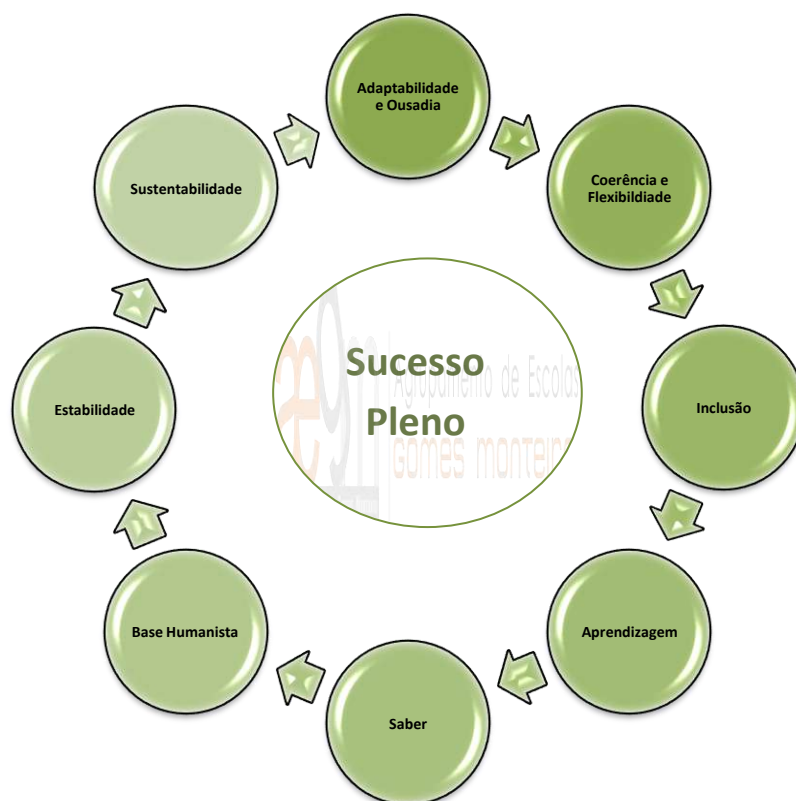 Adaptabilidade
e Ousadia
Coerência e
Flexibildiade
Inclusão
Aprendizagem
Saber
Base Humanista
Estabilidade
Sustentabilidade
Sucesso
Pleno
Agrupamento de Escolas
gomes monteiro